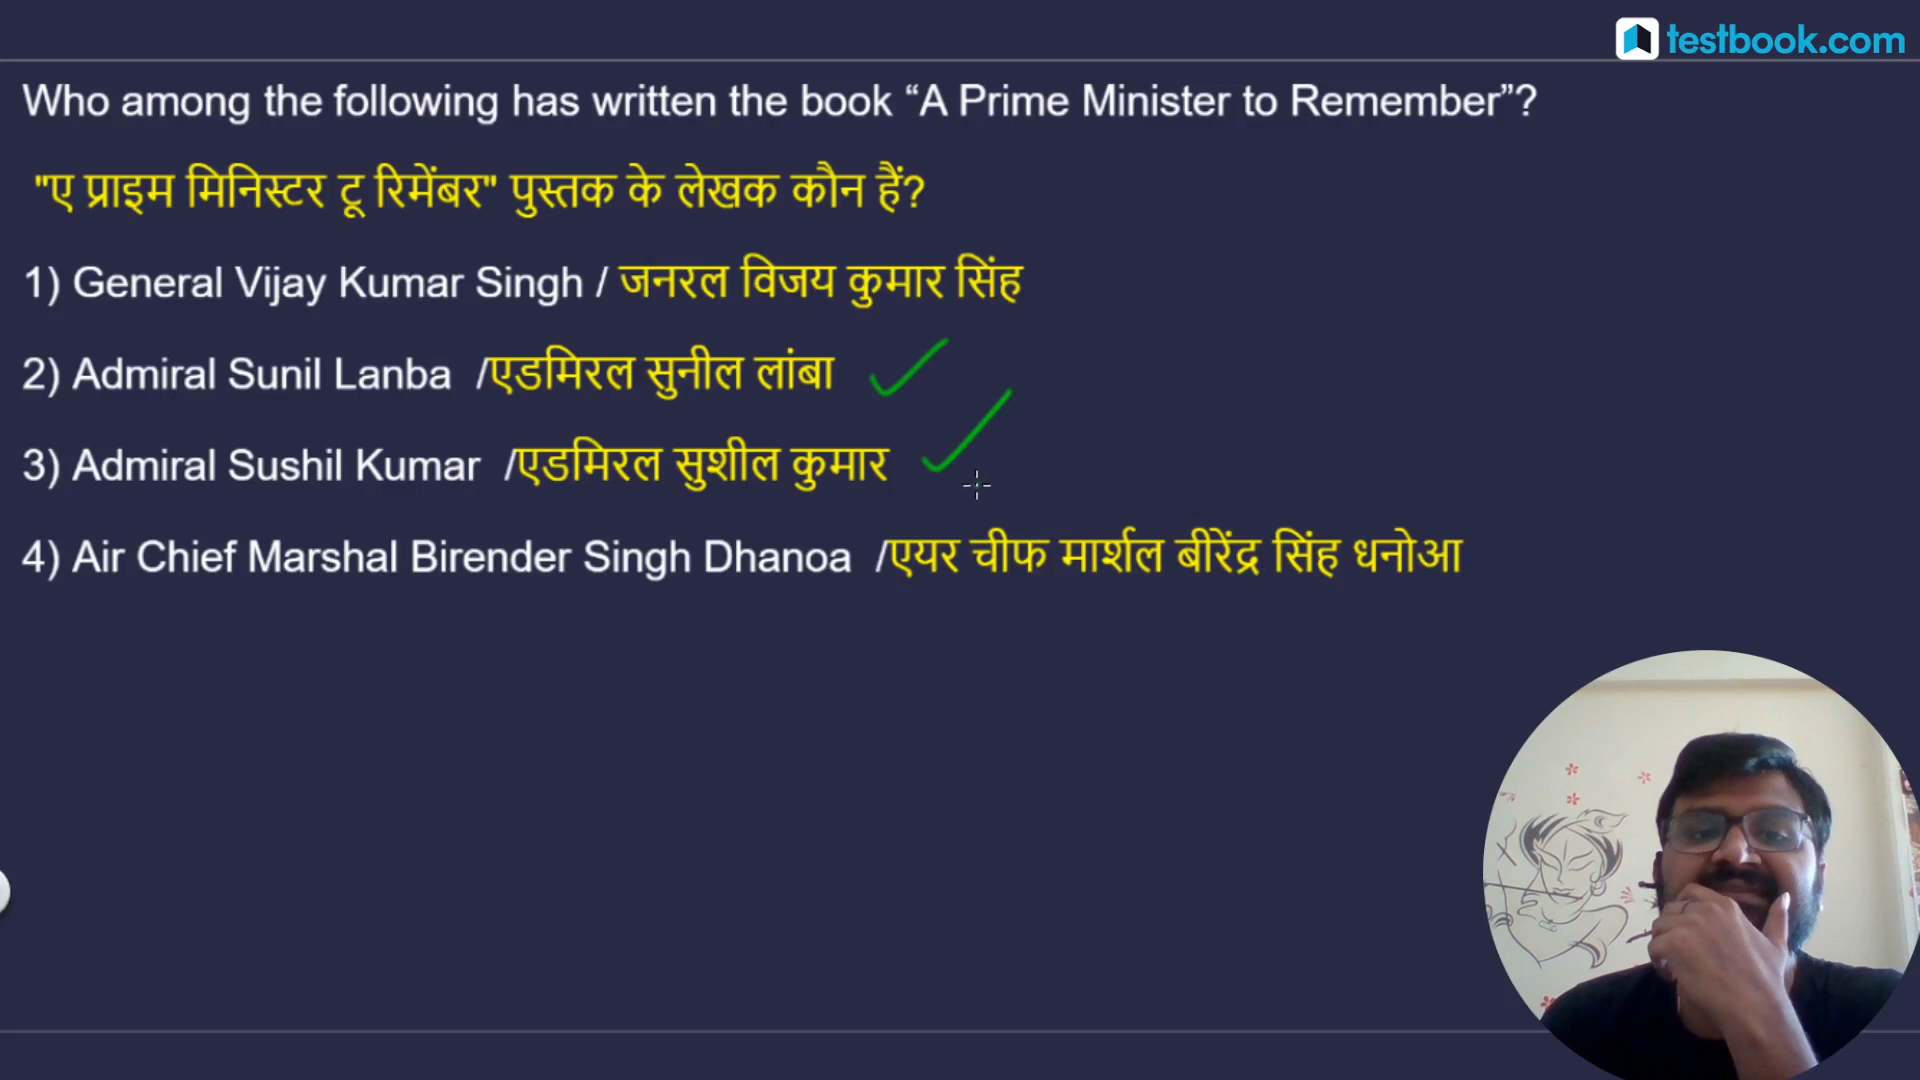 testbook.com
Who among the following has written the book “A Prime Minister to Remember”?
"ए प्राइम मिनिस्टर टू रिमेंबर" पुस्तक के लेखक कौन हैं?
1) General Vijay Kumar Singh / जनरल विजय कुमार सिंह
2) Admiral Sunil Lanba /एडमिरल सुनील लांबा
3) Admiral Sushil Kumar /एडमिरल सुशील कुमार
4) Air Chief Marshal Birender Singh Dhanoa /एयर चीफ मार्शल बीरेंद्र सिंह धनोआ